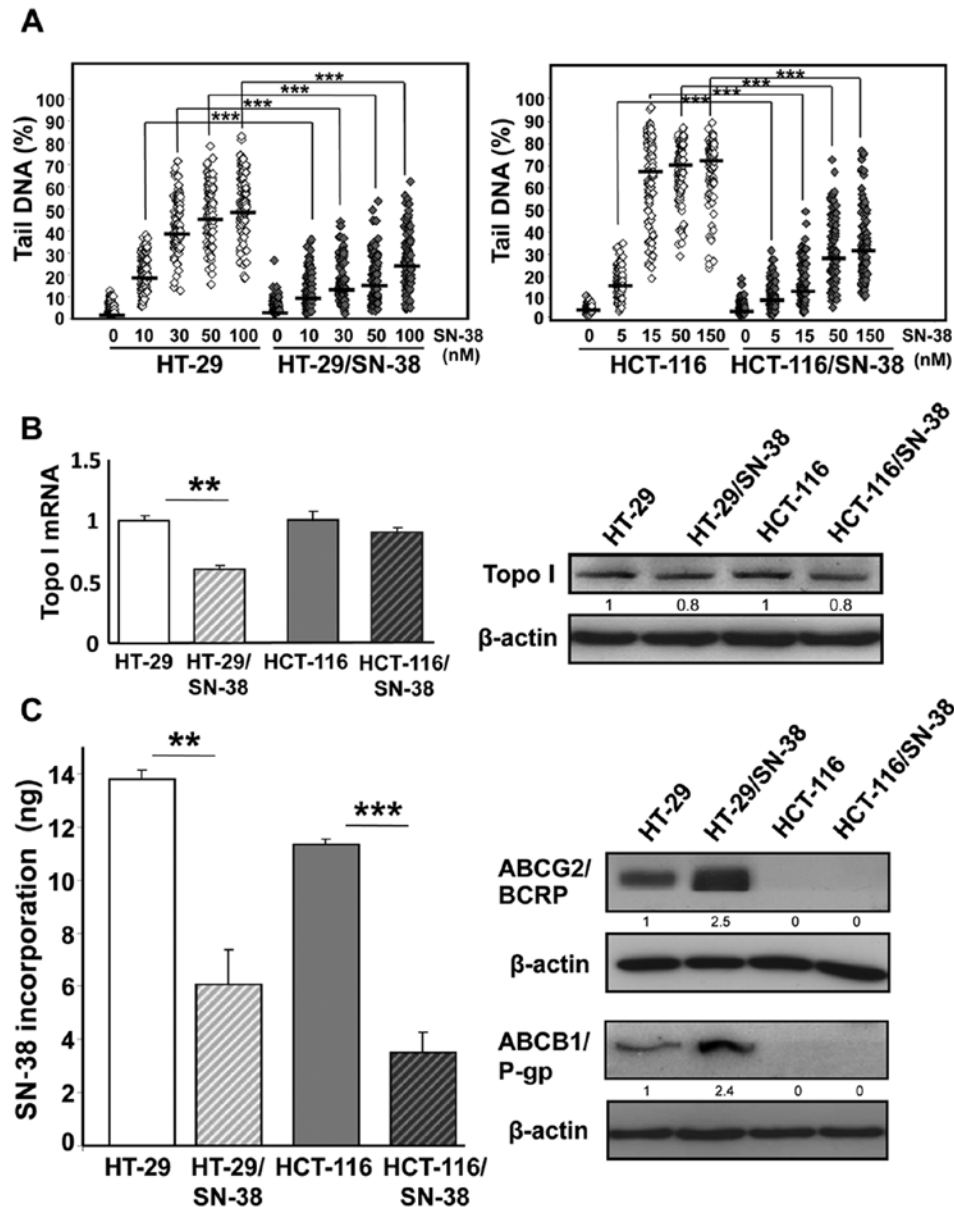 A
*** *** *** ***
Tail DNA (%)
100
90
80
70
60
50
40
30
20
10
0
0 10 30 50 100 0 10 30 50 100 SN-38
HT-29 HT-29/SN-38 (nM)
*** *** *** ***
Tail DNA (%)
100
90
80
70
60
50
40
30
20
10
0
0 5 15 50 150 0 5 15 50 150 SN-38
HCT-116 HCT-116/SN-38 (nM)
B
Topo I mRNA
1.5
1
0.5
0
**
HT-29 HT-29/ HCT-116 HCT-116/
SN-38 SN-38
HT-29 HT-29/SN-38 HCT-116 HCT-116/SN-38
Topo I
1 0.8 1 0.8
β-actin
C
SN-38 incorporation (ng)
14
12
10
8
6
4
2
0
**
***
HT-29 HT-29/ HCT-116 HCT-116/
SN-38 SN-38
HT-29 HT-29/SN-38 HCT-116 HCT-116/SN-38
ABCG2/
BCRP
1 2.5 0 0
β-actin
ABCB1/
P-gp
1 2.4 0 0
β-actin